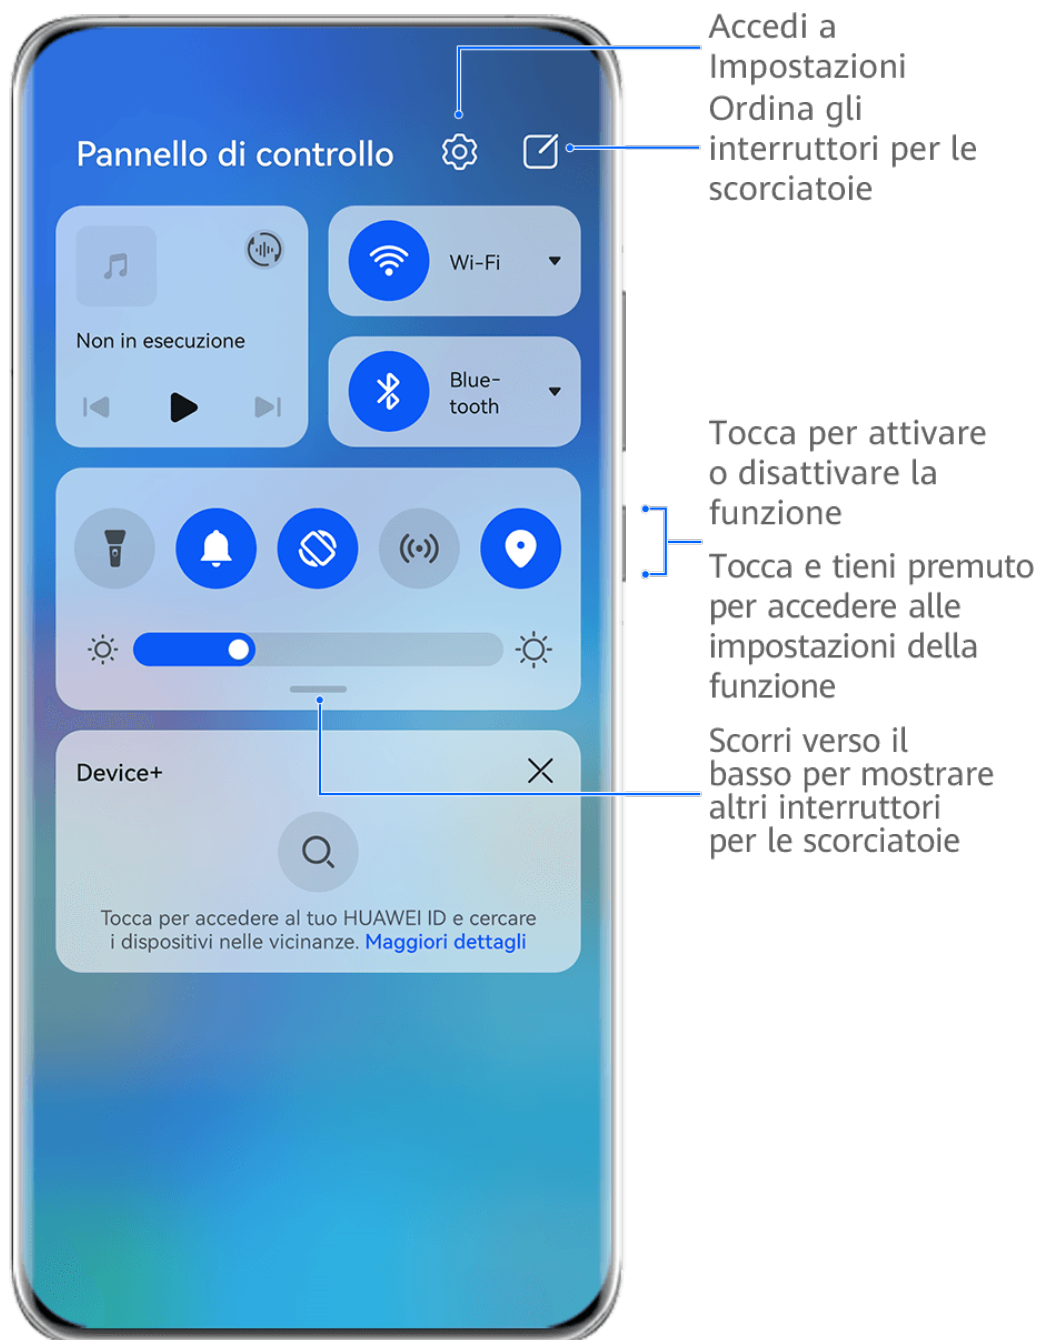 Accedi a
Impostazioni
Ordina gli
interruttori per le
scorciatoie
Pannello di controllo
Non in esecuzione
Wi-Fi
Blue-
tooth
Tocca per attivare
o disattivare la
funzione
Tocca e tieni premuto
per accedere alle
impostazioni della
funzione
Scorri verso il
basso per mostrare
altri interruttori
per le scorciatoie
Device+
Tocca per accedere al tuo HUAWEI ID e cercare
i dispositivi nelle vicinanze. Maggiori dettagli